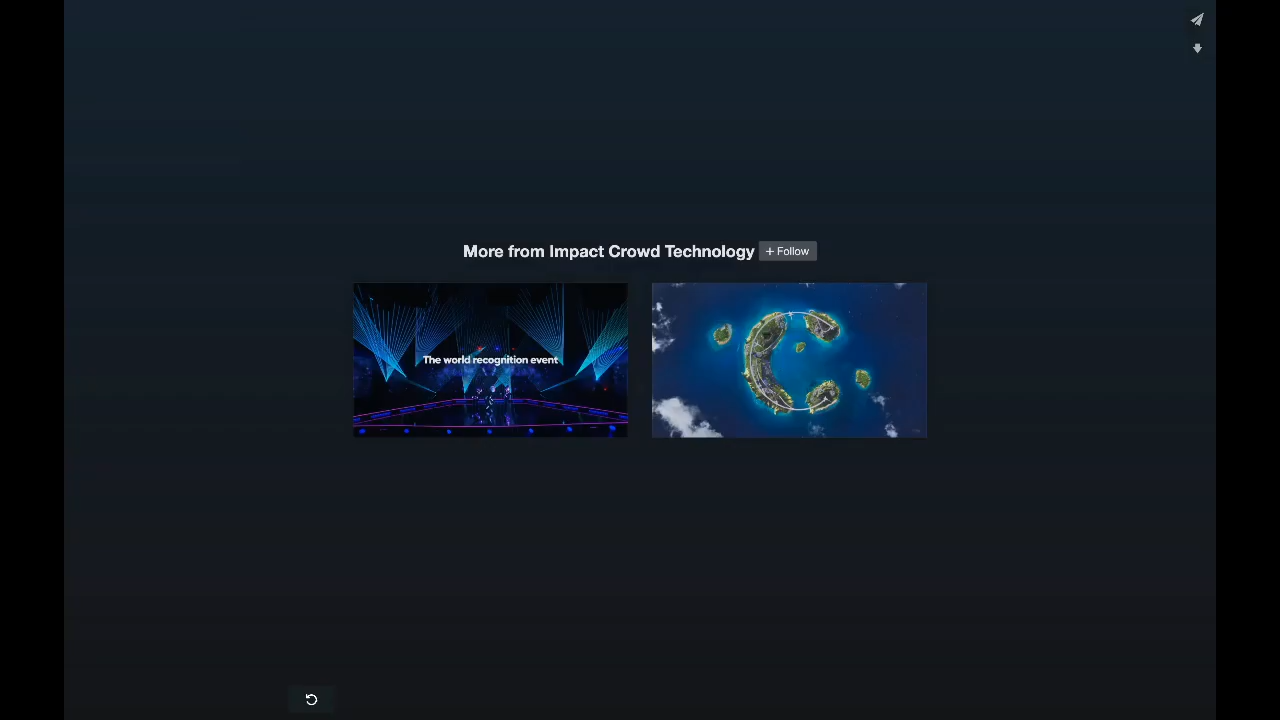 More from Impact Crowd Technology
+ Follow
The world recognition event